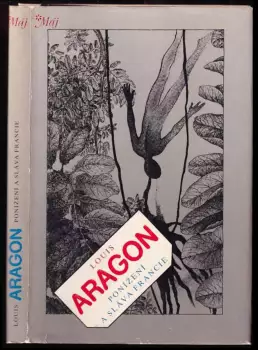 Máj
Máj
LOUIS
ARAGON
PONÍŽENÍ
A SLÁVA FRANCIE
LOUIS ARAGON PONÍŽENÍ A SLÁVA FRANCIE